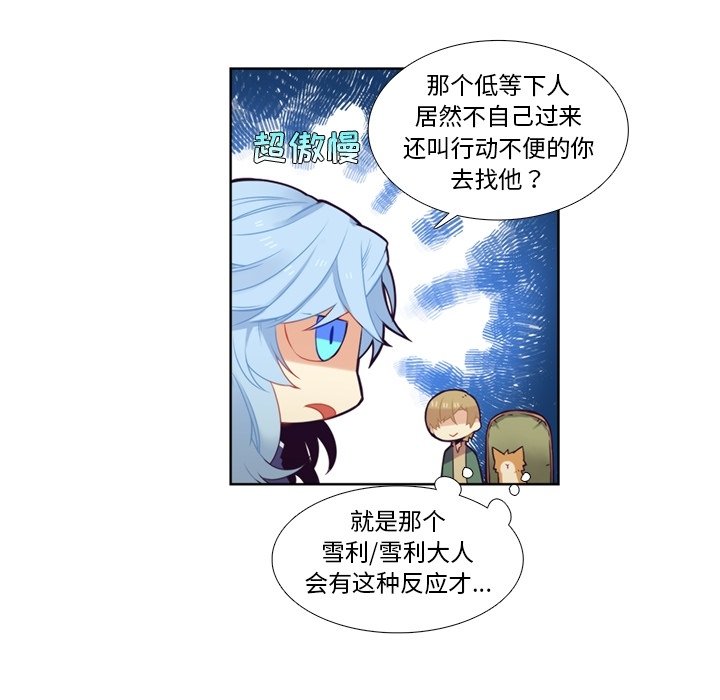 那个低等下人
居然不自己过来
还叫行动不便的你
去找他？
超傲慢
就是那个
雪利/雪利大人
会有这种反应才...